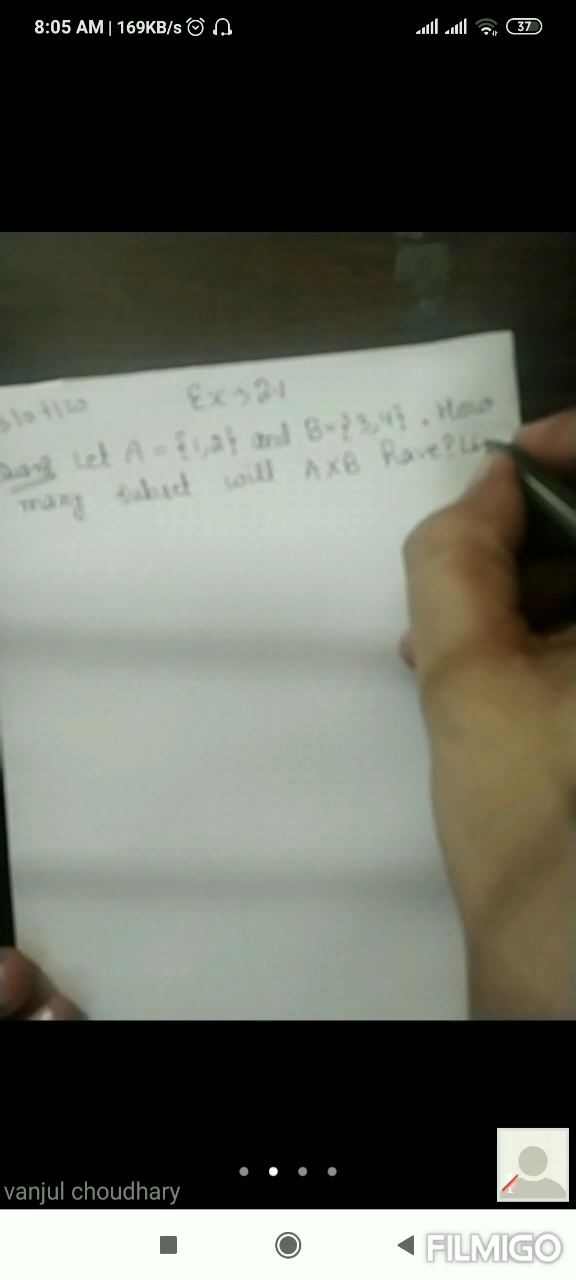 8:05 AM | 169KB/s
37
Ex → 2.1
Let A = {1,2} and B={3,4} . How
many subset will A×B have?
vanjul choudhary
FILMIGO